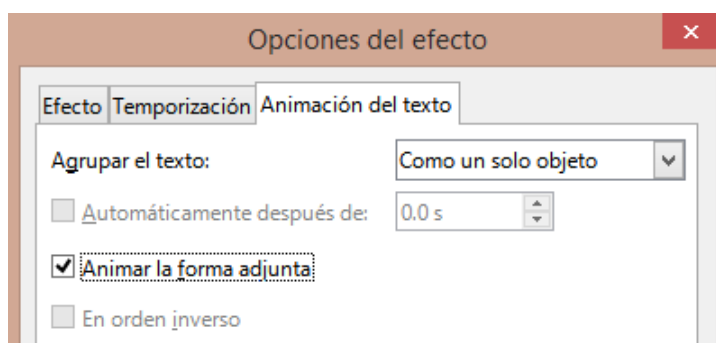 Opciones del efecto
Efecto Temporización Animación del texto
Agrupar el texto: Como un solo objeto
Automáticamente después de: 0.0 s
Animar la forma adjunta
En orden inverso